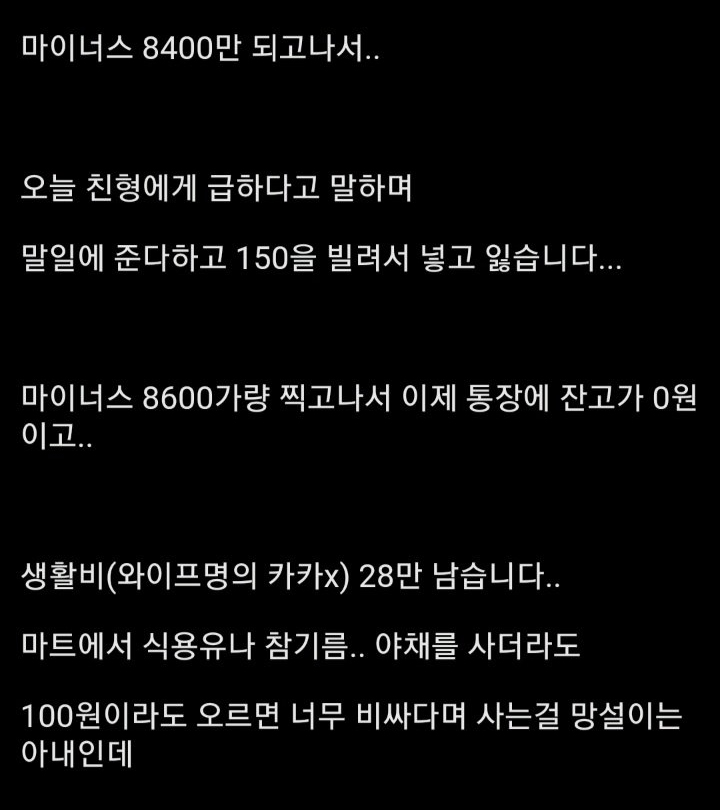 마이너스 8400만 되고나서..
오늘 친형에게 급하다고 말하며
말일에 준다하고 150을 빌려서 넣고 잃습니다...
마이너스 8600가량 찍고나서 이제 통장에 잔고가 0원
이고..
생활비(와이프명의 카카x) 28만 남습니다..
마트에서 식용유나 참기름.. 야채를 사더라도
100원이라도 오르면 너무 비싸다며 사는걸 망설이는
아내인데